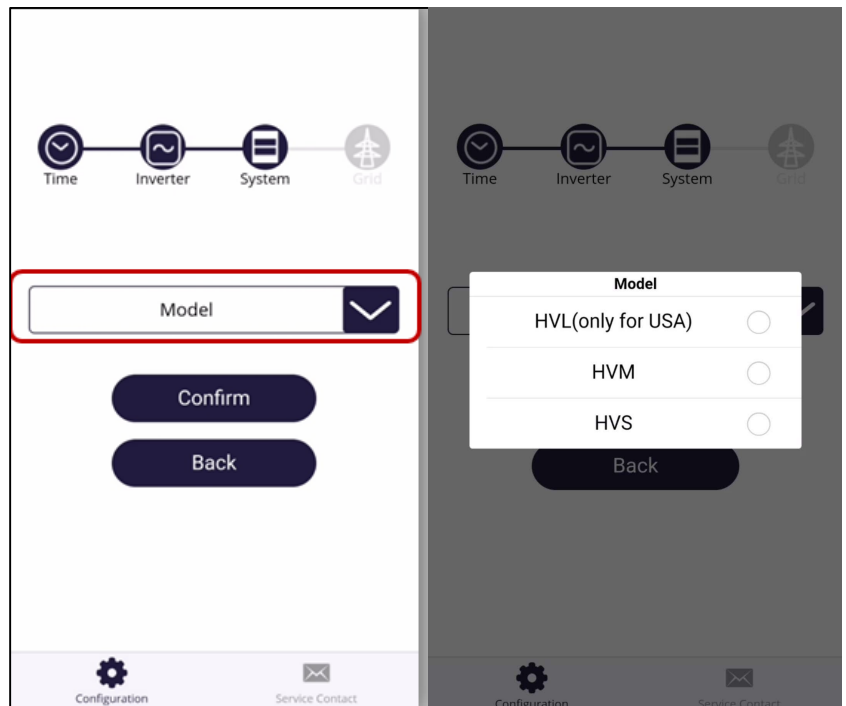 Time Inverter System Grid
Model
Confirm
Back
Configuration Service Contact
Time Inverter System Grid
Model
HVL(only for USA)
HVM
HVS
Back
Configuration Service Contact